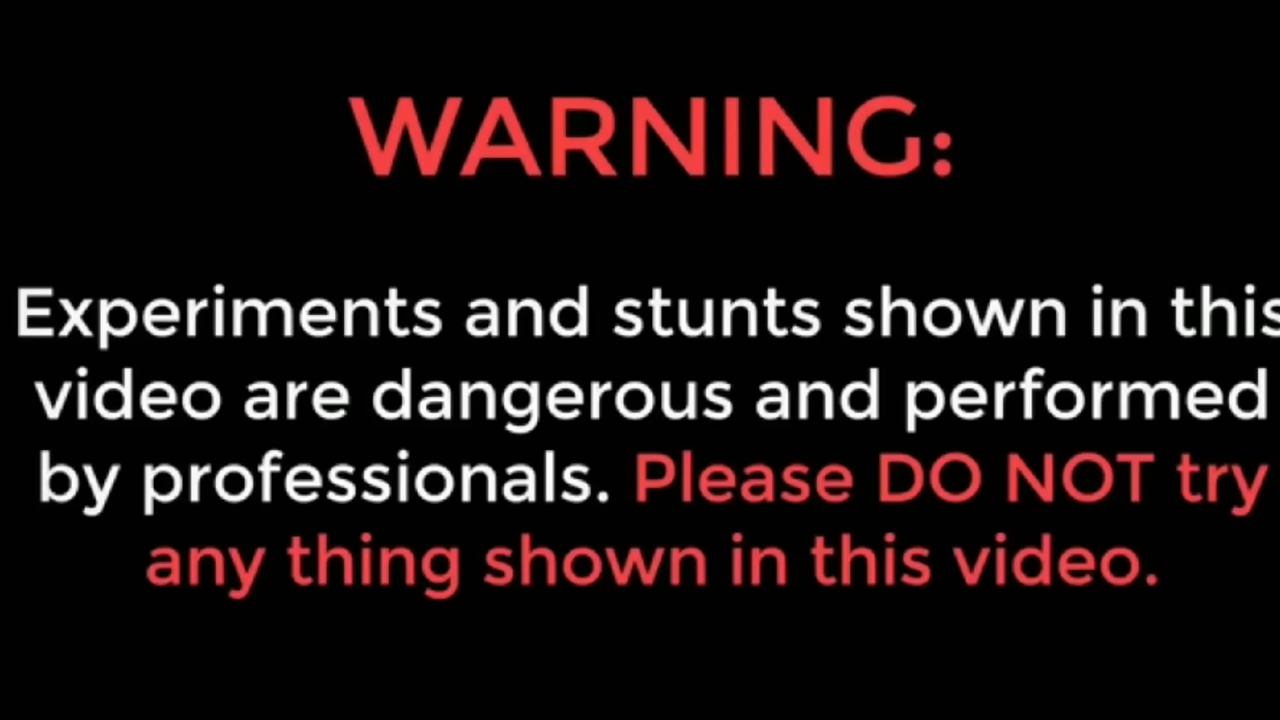 WARNING:
Experiments and stunts shown in this
video are dangerous and performed
by professionals. Please DO NOT try
any thing shown in this video.